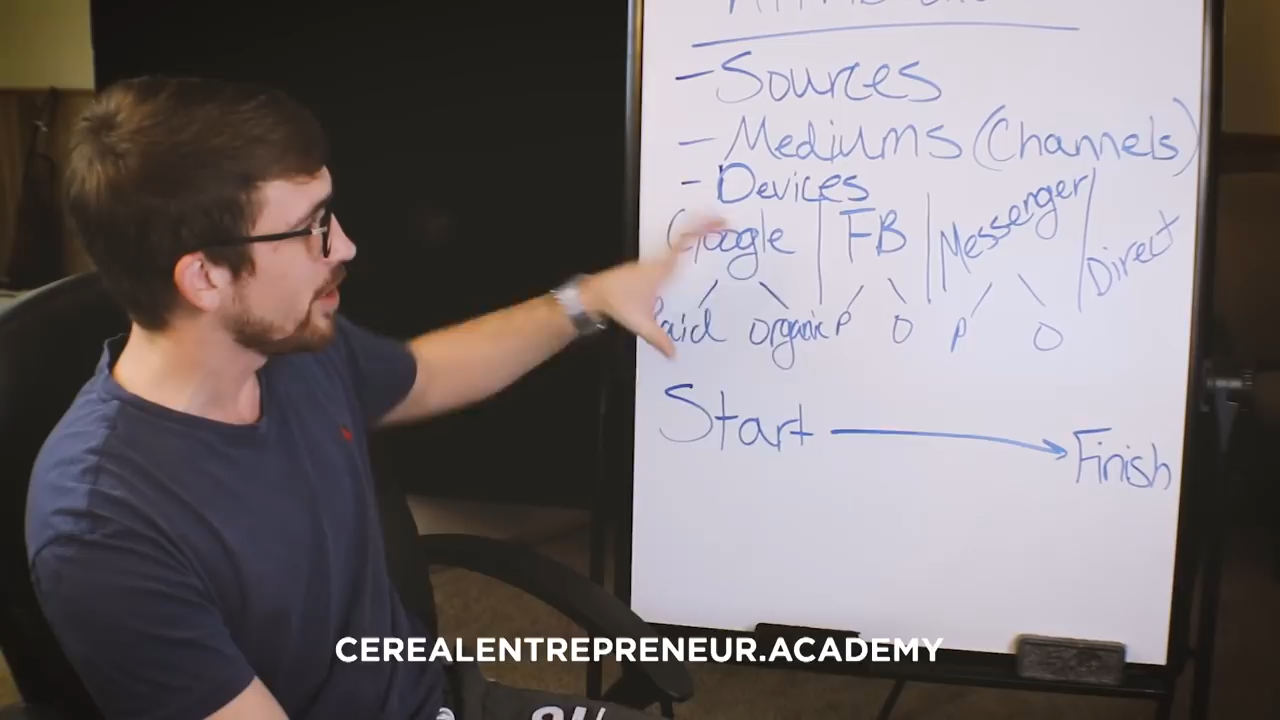 - Sources
- Mediums (Channels)
- Devices
Google | FB | Messenger | Direct
Paid Organic P O P O
Start → Finish
CEREALENTREPRENEUR.ACADEMY